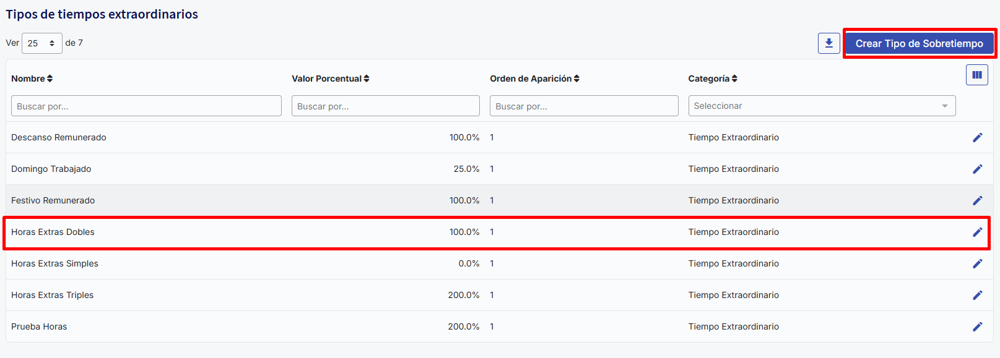 Tipos de tiempos extraordinarios
Ver 25 de 7
Crear Tipo de Sobretiempo
Nombre Valor Porcentual Orden de Aparición Categoría
Buscar por... Buscar por... Buscar por... Seleccionar
Descanso Remunerado 100.0% 1 Tiempo Extraordinario
Domingo Trabajado 25.0% 1 Tiempo Extraordinario
Festivo Remunerado 100.0% 1 Tiempo Extraordinario
Horas Extras Dobles 100.0% 1 Tiempo Extraordinario
Horas Extras Simples 0.0% 1 Tiempo Extraordinario
Horas Extras Triples 200.0% 1 Tiempo Extraordinario
Prueba Horas 200.0% 1 Tiempo Extraordinario